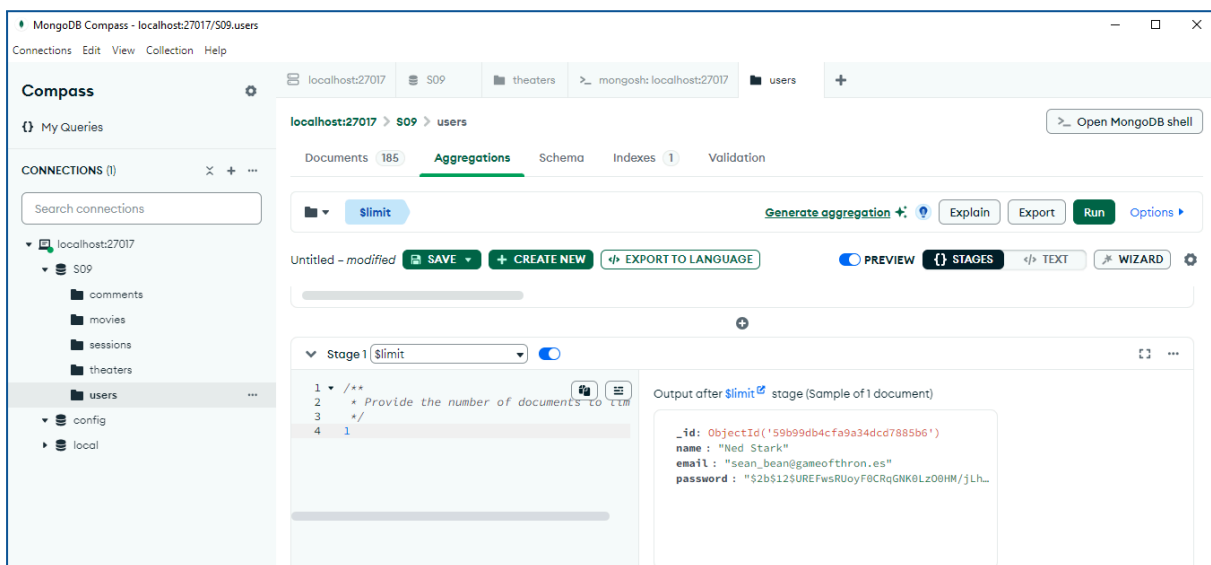 MongoDB Compass - localhost:27017/S09.users
Connections Edit View Collection Help
Compass
{} My Queries
CONNECTIONS (1)
Search connections
localhost:27017
S09
comments
movies
sessions
theaters
users
config
local
localhost:27017 S09 theaters >_ mongosh: localhost:27017 users +
localhost:27017 > S09 > users
>_ Open MongoDB shell
Documents 185 Aggregations Schema Indexes 1 Validation
$limit
Generate aggregation Explain Export Run Options
Untitled – modified SAVE + CREATE NEW </> EXPORT TO LANGUAGE PREVIEW {} STAGES </> TEXT WIZARD
Stage 1 $limit
1 /**
2 * Provide the number of documents to lim
3 */
4 1
Output after $limit stage (Sample of 1 document)
_id: ObjectId('59b99db4cfa9a34dcd7885b6')
name : "Ned Stark"
email : "sean_bean@gameofthron.es"
password : "$2b$12$UREFwsRUoyF0CRqGNK0LzO0HM/jLh…